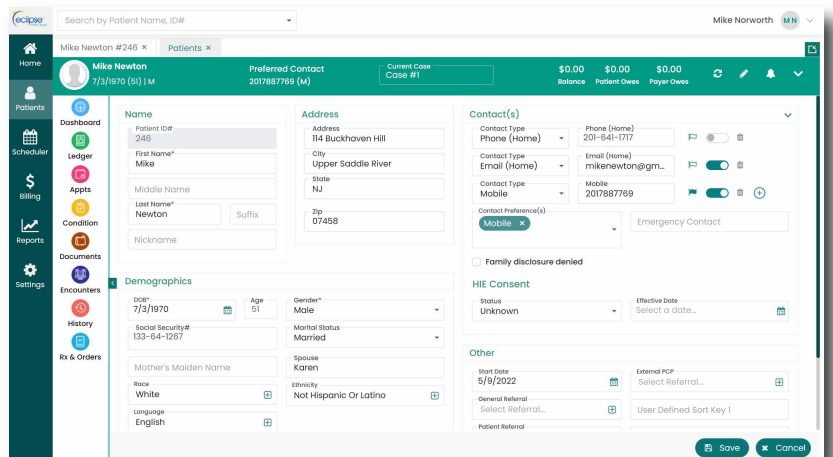 eclipse
Search by Patient Name, ID#
Mike Norworth MN
Mike Newton #246 × Patients ×
Home
Patients
Scheduler
Billing
Reports
Settings
Mike Newton
7/3/1970 (51) | M
Preferred Contact
2017887769 (M)
Current Case
Case #1
$0.00 $0.00 $0.00
Balance Patient Owes Payer Owes
Dashboard
Ledger
Appts
Condition
Documents
Encounters
History
Rx & Orders
Name
Patient ID#
246
First Name*
Mike
Middle Name
Last Name*
Newton
Suffix
Nickname
Address
Address
114 Buckhaven Hill
City
Upper Saddle River
State
NJ
Zip
07458
Contact(s)
Contact Type
Phone (Home)
Phone (Home)
201-641-1717
Contact Type
Email (Home)
Email (Home)
mikenewton@gm...
Contact Type
Mobile
Mobile
2017887769
Contact Preference(s)
Mobile ×
Emergency Contact
Family disclosure denied
Demographics
DOB*
7/3/1970
Age
51
Gender*
Male
Social Security#
133-64-1267
Marital Status
Married
Mother's Maiden Name
Spouse
Karen
Race
White
Ethnicity
Not Hispanic Or Latino
Language
English
HIE Consent
Status
Unknown
Effective Date
Select a date...
Other
Start Date
5/9/2022
External PCP
Select Referral...
General Referral
Select Referral...
User Defined Sort Key 1
Patient Referral
Save
× Cancel